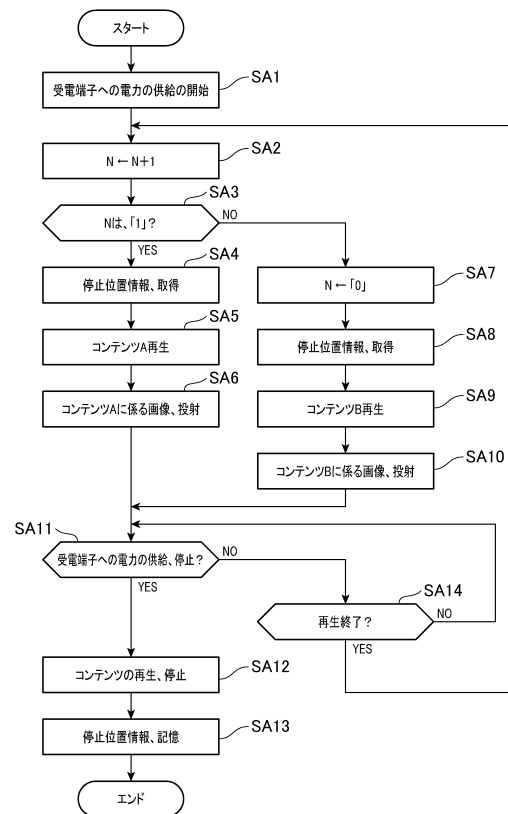 スタート
受電端子への電力の供給の開始
SA1
N ← N+1
SA2
Nは、「1」?
SA3
NO
YES
停止位置情報、取得
SA4
コンテンツA再生
SA5
コンテンツAに係る画像、投射
SA6
N ← 「0」
SA7
停止位置情報、取得
SA8
コンテンツB再生
SA9
コンテンツBに係る画像、投射
SA10
SA11
受電端子への電力の供給、停止?
NO
YES
再生終了?
SA14
NO
YES
コンテンツの再生、停止
SA12
停止位置情報、記憶
SA13
エンド